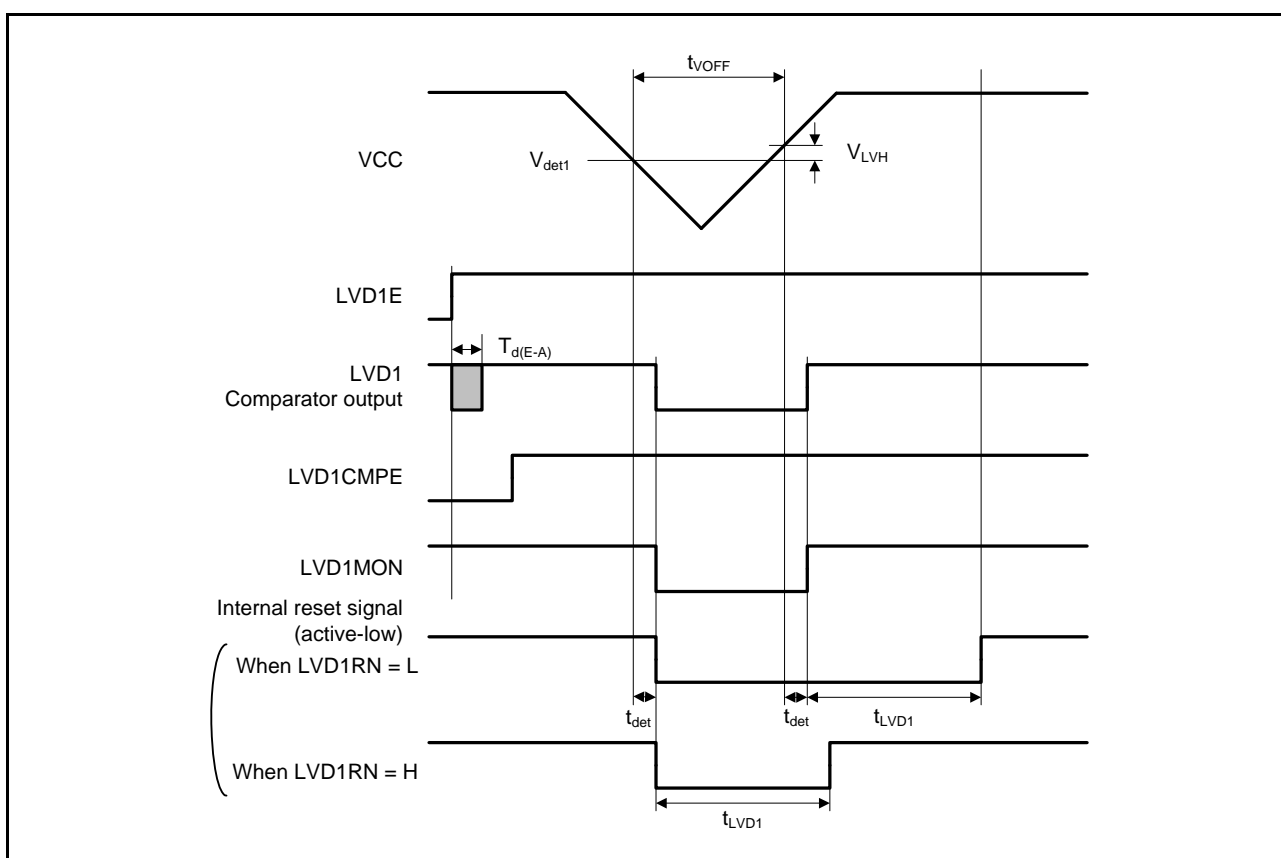 tVOFF
VCC
Vdet1
VLVH
LVD1E
Td(E-A)
LVD1
Comparator output
LVD1CMPE
LVD1MON
Internal reset signal
(active-low)
When LVD1RN = L
tdet
tdet
tLVD1
When LVD1RN = H
tLVD1